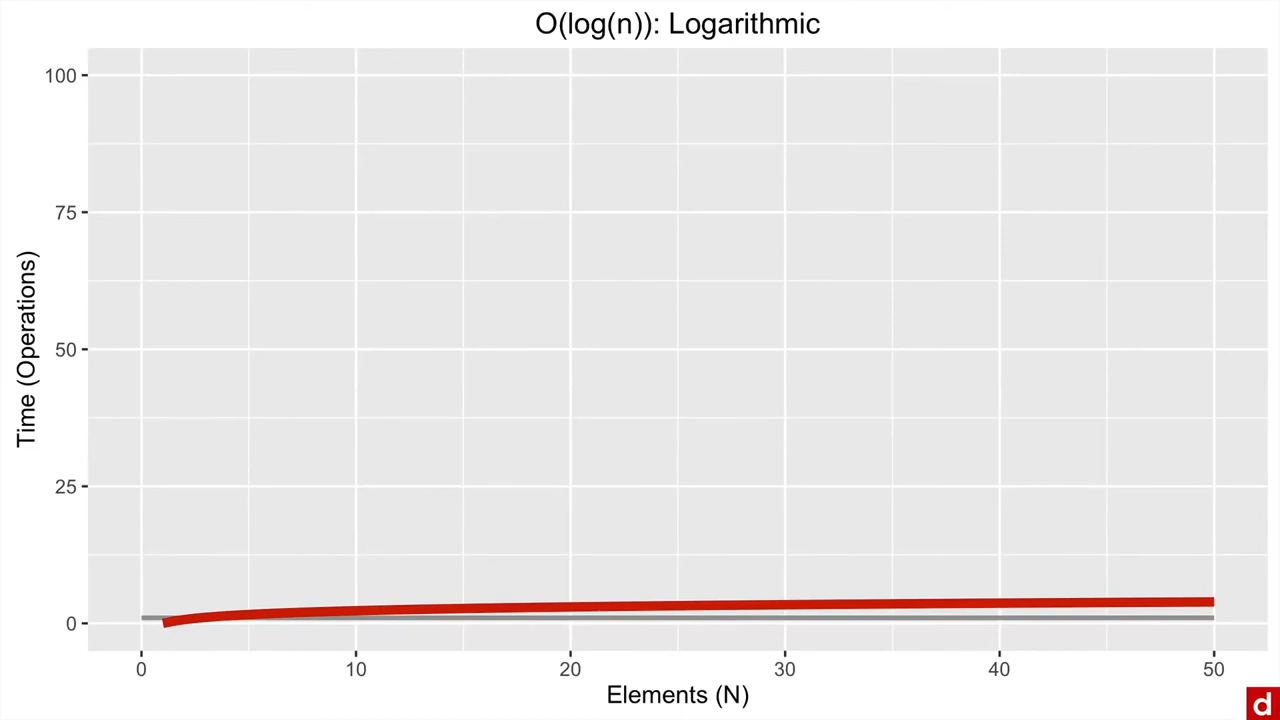 O(log(n)): Logarithmic
Time (Operations)
100
75
50
25
0
0 10 20 30 40 50
Elements (N)
d